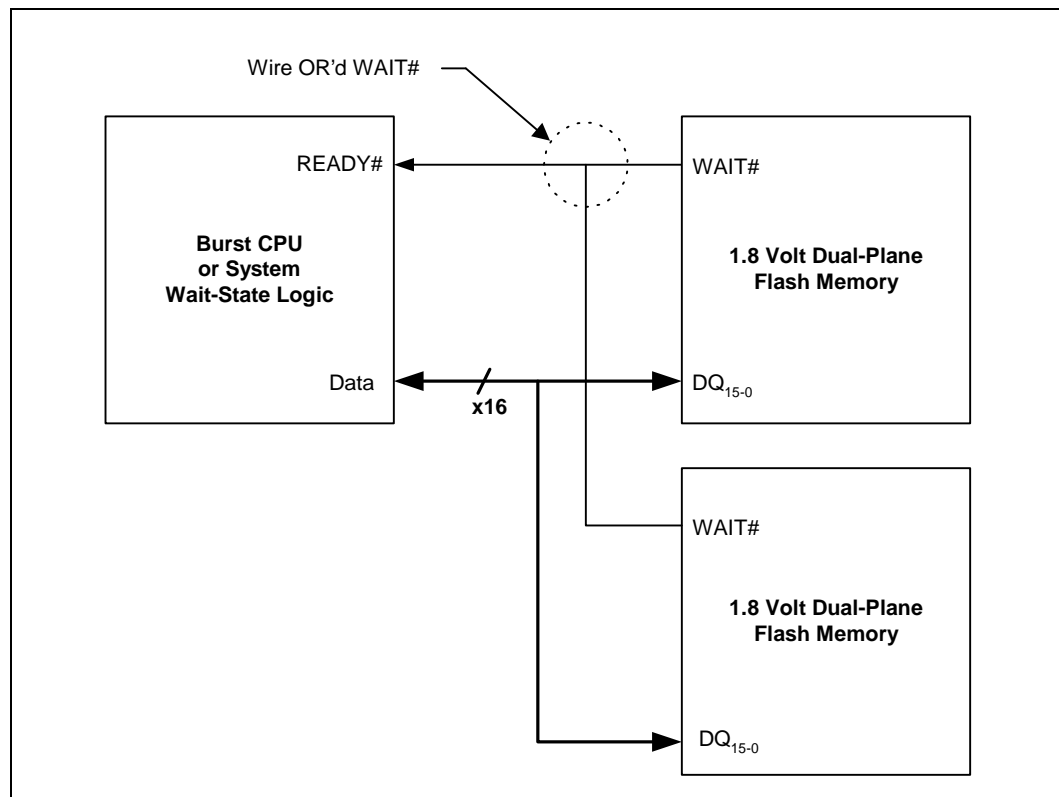 Wire OR’d WAIT#
READY#
Burst CPU
or System
Wait-State Logic
Data
x16
WAIT#
1.8 Volt Dual-Plane
Flash Memory
DQ15-0
WAIT#
1.8 Volt Dual-Plane
Flash Memory
DQ15-0